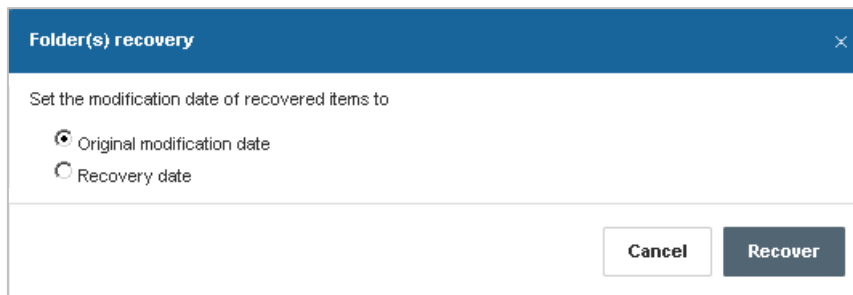 Folder(s) recovery
Set the modification date of recovered items to
Original modification date
Recovery date
Cancel Recover